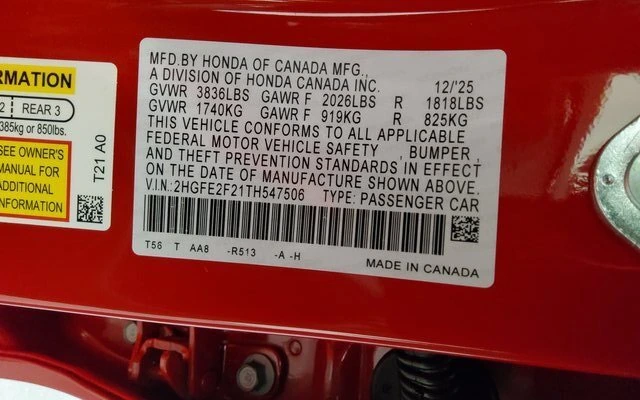 RMATION
2 REAR 3
385kg or 850lbs.
SEE OWNER'S
MANUAL FOR
ADDITIONAL
INFORMATION
T21 A0
MFD.BY HONDA OF CANADA MFG.,
A DIVISION OF HONDA CANADA INC. 12/'25
GVWR 3836LBS GAWR F 2026LBS R 1818LBS
GVWR 1740KG GAWR F 919KG R 825KG
THIS VEHICLE CONFORMS TO ALL APPLICABLE
FEDERAL MOTOR VEHICLE SAFETY , BUMPER ,
AND THEFT PREVENTION STANDARDS IN EFFECT
ON THE DATE OF MANUFACTURE SHOWN ABOVE.
V.I.N.:2HGFE2F21TH547506 TYPE: PASSENGER CAR
T56 T AA8 -R513 -A -H
MADE IN CANADA